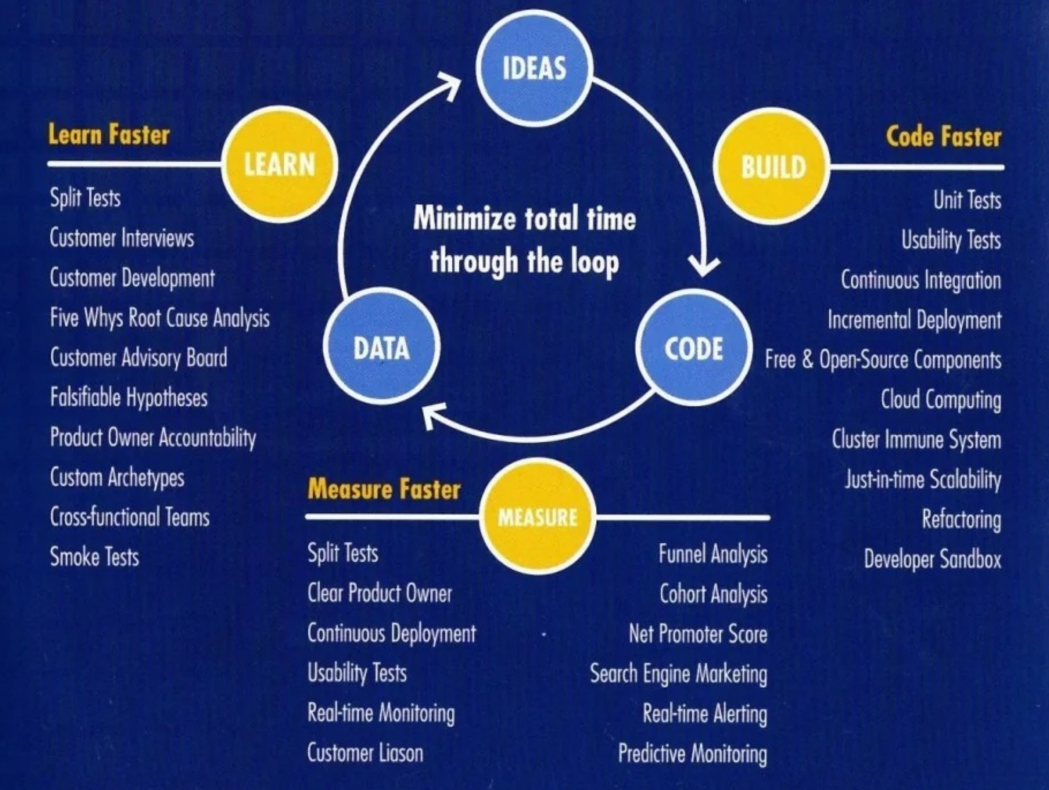 IDEAS
Learn Faster
LEARN
Split Tests
Customer Interviews
Customer Development
Five Whys Root Cause Analysis
Customer Advisory Board
Falsifiable Hypotheses
Product Owner Accountability
Custom Archetypes
Cross-functional Teams
Smoke Tests
Minimize total time
through the loop
DATA
CODE
BUILD
Code Faster
Unit Tests
Usability Tests
Continuous Integration
Incremental Deployment
Free & Open-Source Components
Cloud Computing
Cluster Immune System
Just-in-time Scalability
Refactoring
Developer Sandbox
Measure Faster
MEASURE
Split Tests
Clear Product Owner
Continuous Deployment
Usability Tests
Real-time Monitoring
Customer Liason
Funnel Analysis
Cohort Analysis
Net Promoter Score
Search Engine Marketing
Real-time Alerting
Predictive Monitoring